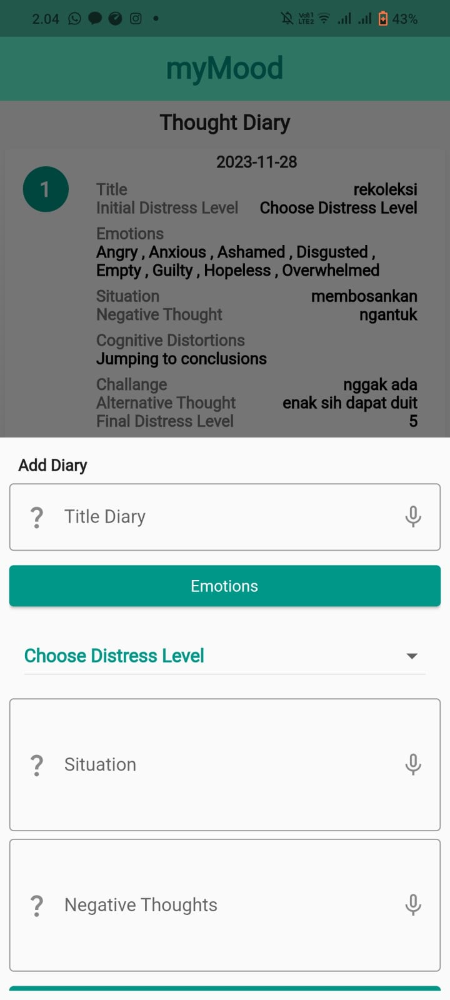 2.04 Vo)) 1 LTE2 43%
myMood
Thought Diary
2023-11-28
1
Title rekoleksi
Initial Distress Level Choose Distress Level
Emotions
Angry , Anxious , Ashamed , Disgusted ,
Empty , Guilty , Hopeless , Overwhelmed
Situation membosankan
Negative Thought ngantuk
Cognitive Distortions
Jumping to conclusions
Challange nggak ada
Alternative Thought enak sih dapat duit
Final Distress Level 5
Add Diary
? Title Diary
Emotions
Choose Distress Level
? Situation
? Negative Thoughts